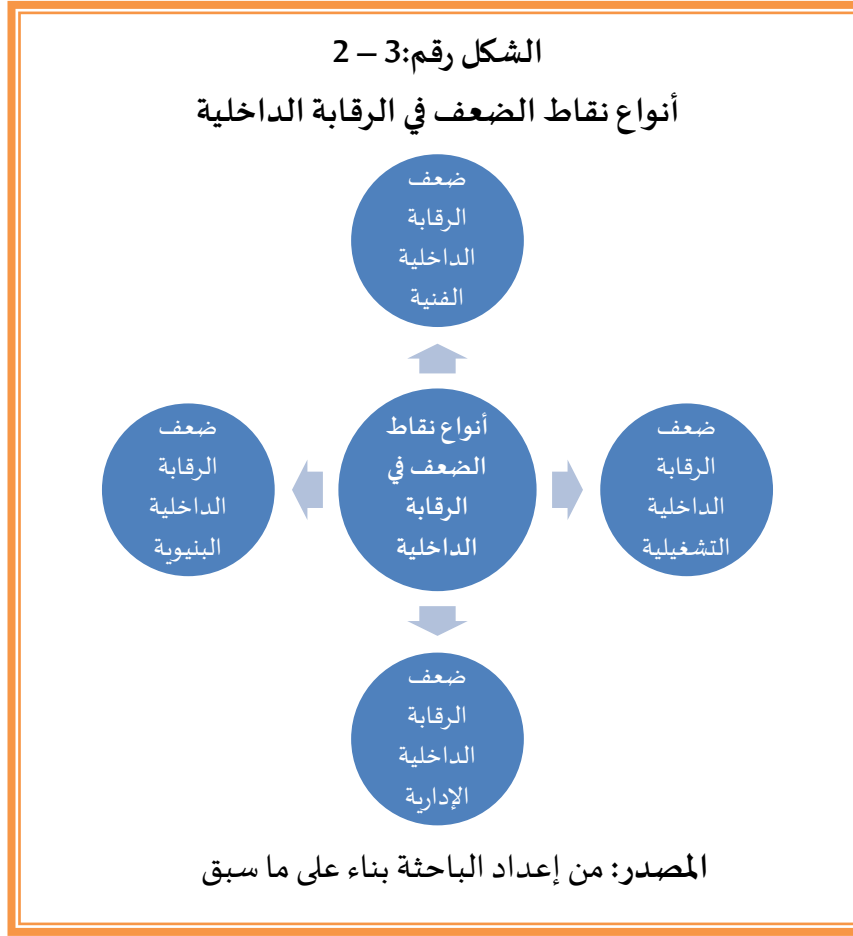 الشكل رقم:3 – 2
أنواع نقاط الضعف في الرقابة الداخلية
ضعف
الرقابة
الداخلية
الفنية
ضعف
الرقابة
الداخلية
التشغيلية
أنواع نقاط
الضعف في
الرقابة
الداخلية
ضعف
الرقابة
الداخلية
البنيوية
ضعف
الرقابة
الداخلية
الإدارية
المصدر: من إعداد الباحثة بناء على ما سبق